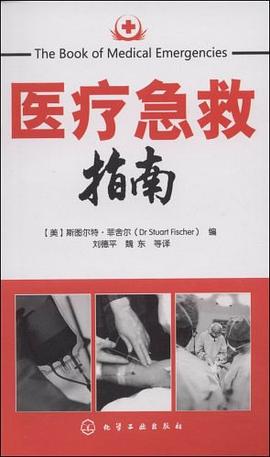 The Book of Medical Emergencies
医疗急救
指南
【美】斯图尔特·菲舍尔（Dr Stuart Fischer） 编
刘德平 魏 东 等译
化学工业出版社